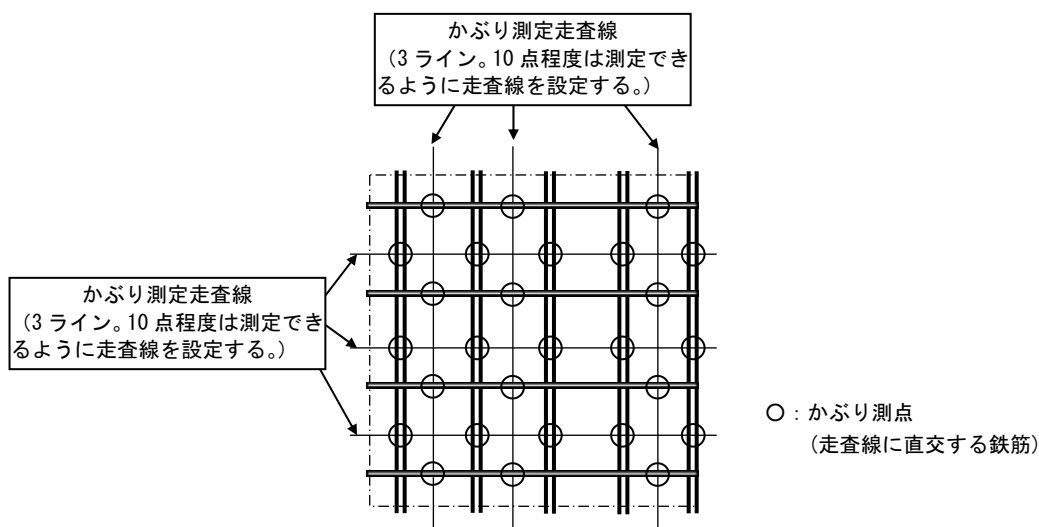 かぶり測定走査線
(3 ライン。10 点程度は測定でき
るように走査線を設定する。)
かぶり測定走査線
(3 ライン。10 点程度は測定でき
るように走査線を設定する。)
○:かぶり測点
(走査線に直交する鉄筋)